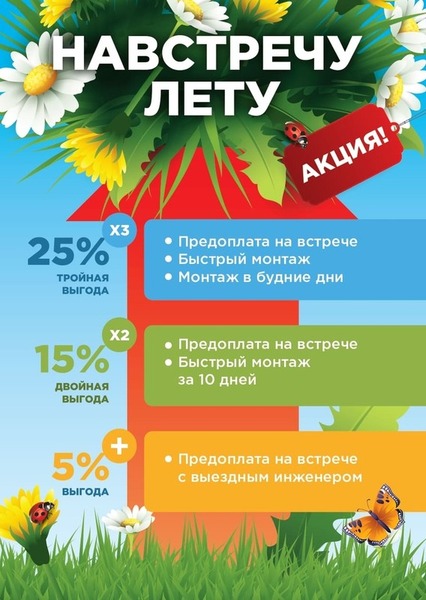 НАВСТРЕЧУ
ЛЕТУ
АКЦИЯ!
X3
25%
ТРОЙНАЯ
ВЫГОДА
• Предоплата на встрече
• Быстрый монтаж
• Монтаж в будние дни
X2
15%
ДВОЙНАЯ
ВЫГОДА
• Предоплата на встрече
• Быстрый монтаж
за 10 дней
+
5%
ВЫГОДА
• Предоплата на встрече
с выездным инженером